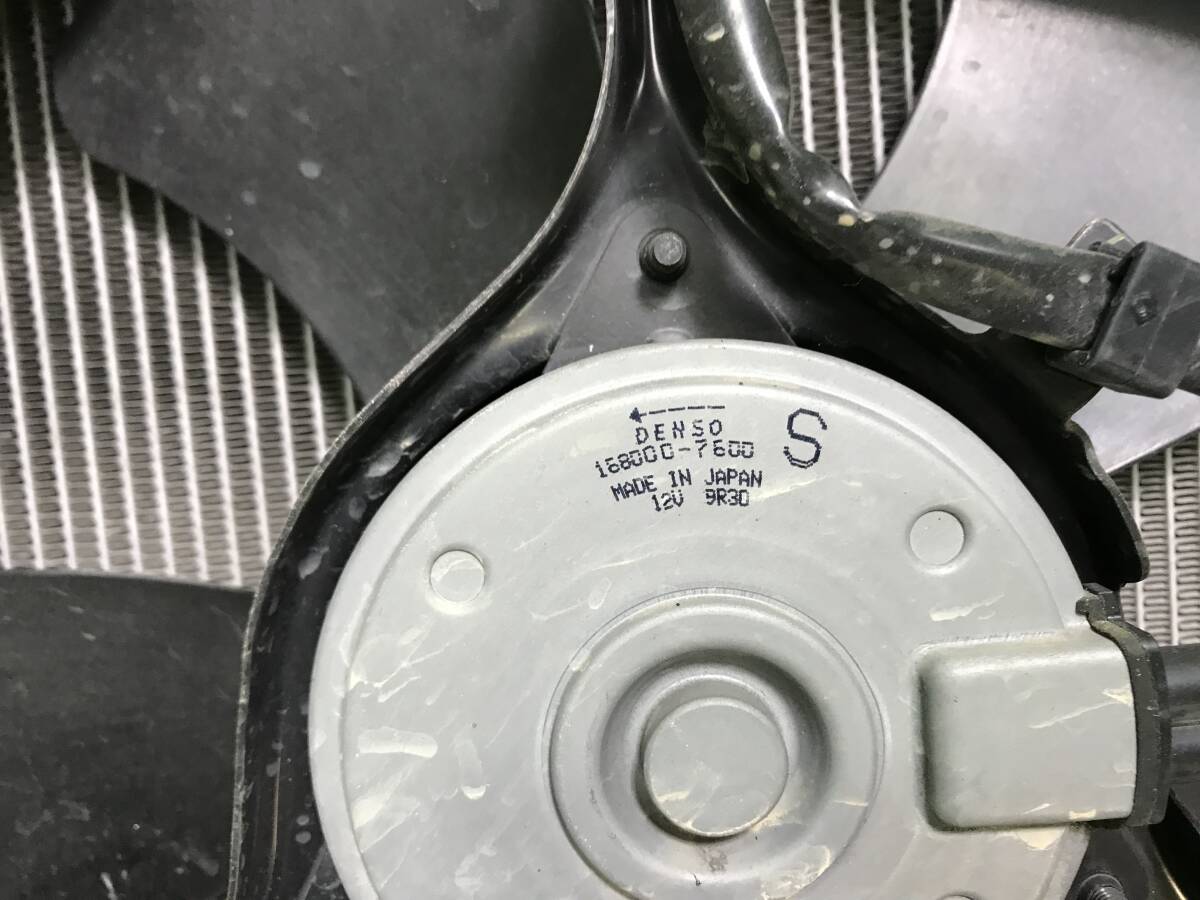 DENSO
168000-7600
S
MADE IN JAPAN
12V 9R30